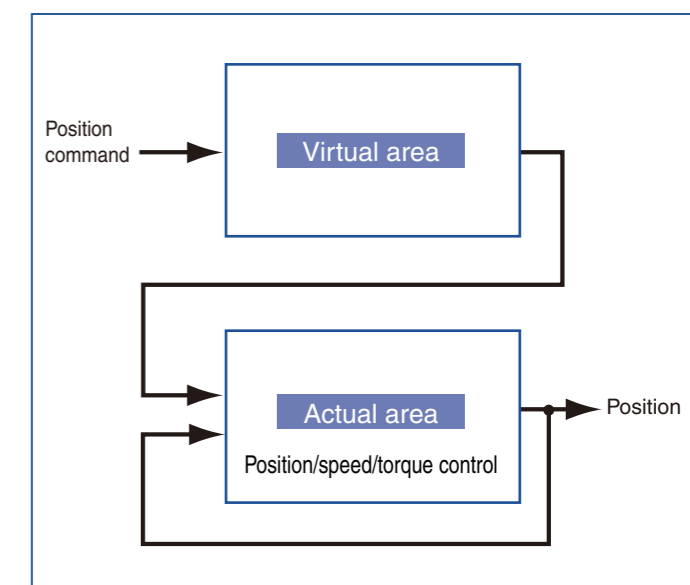 Position
command
Virtual area
Actual area
Position/speed/torque control
Position